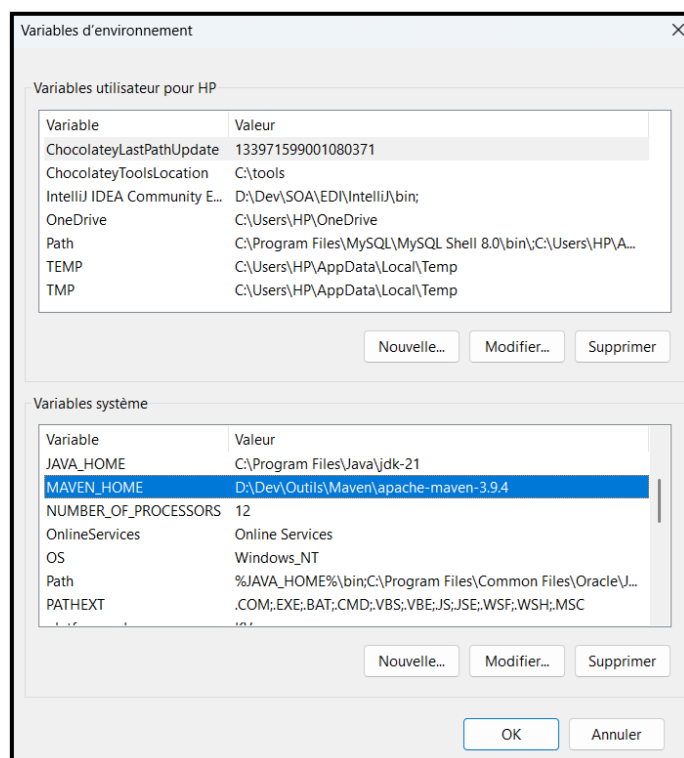 Variables d'environnement
Variables utilisateur pour HP
Variable Valeur
ChocolateyLastPathUpdate 133971599001080371
ChocolateyToolsLocation C:\tools
IntelliJ IDEA Community E... D:\Dev\SOA\EDI\IntelliJ\bin;
OneDrive C:\Users\HP\OneDrive
Path C:\Program Files\MySQL\MySQL Shell 8.0\bin\;C:\Users\HP\A...
TEMP C:\Users\HP\AppData\Local\Temp
TMP C:\Users\HP\AppData\Local\Temp
Nouvelle... Modifier... Supprimer
Variables système
Variable Valeur
JAVA_HOME C:\Program Files\Java\jdk-21
MAVEN_HOME D:\Dev\Outils\Maven\apache-maven-3.9.4
NUMBER_OF_PROCESSORS 12
OnlineServices Online Services
OS Windows_NT
Path %JAVA_HOME%\bin;C:\Program Files\Common Files\Oracle\J...
PATHEXT .COM;.EXE;.BAT;.CMD;.VBS;.VBE;.JS;.JSE;.WSF;.WSH;.MSC
Nouvelle... Modifier... Supprimer
OK Annuler